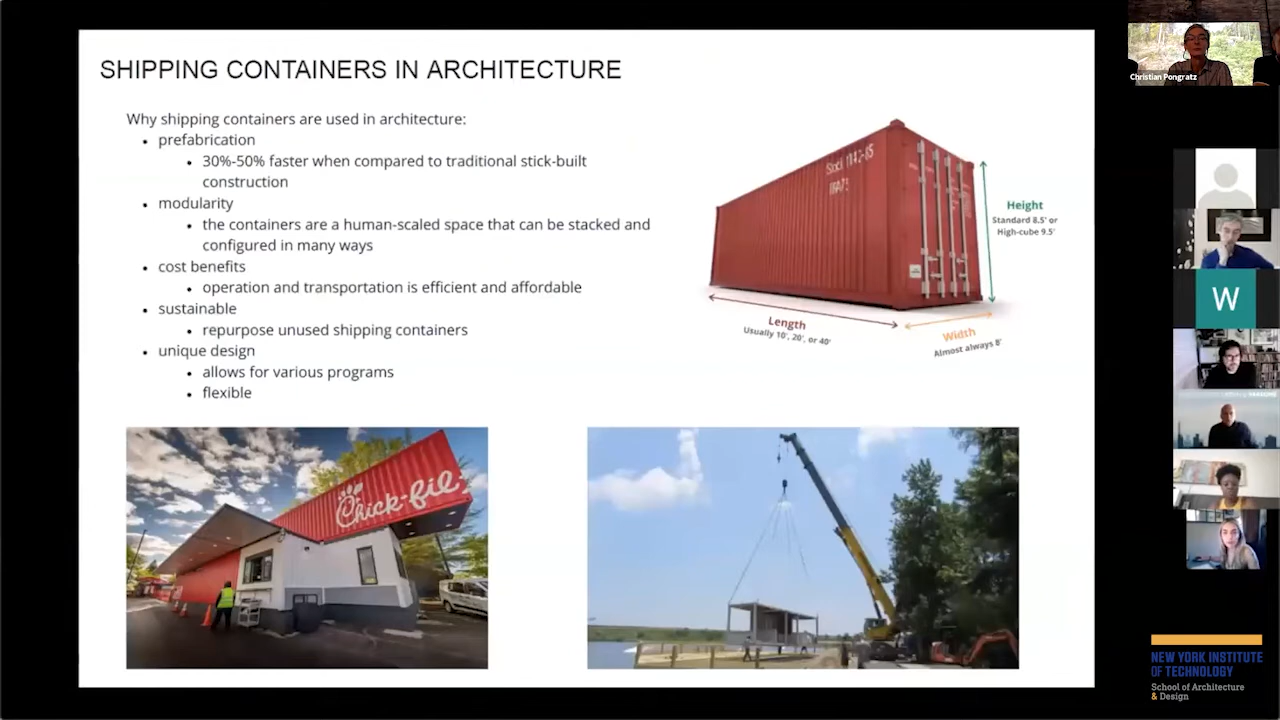 SHIPPING CONTAINERS IN ARCHITECTURE
Why shipping containers are used in architecture:
• prefabrication
• 30%-50% faster when compared to traditional stick-built
construction
• modularity
• the containers are a human-scaled space that can be stacked and
configured in many ways
• cost benefits
• operation and transportation is efficient and affordable
• sustainable
• repurpose unused shipping containers
• unique design
• allows for various programs
• flexible
Height
Standard 8.5' or
High-cube 9.5'
Length
Usually 10', 20', or 40'
Width
Almost always 8'
Chick-fil
Christian Pongratz
W
NEW YORK INSTITUTE
OF TECHNOLOGY
School of Architecture
& Design